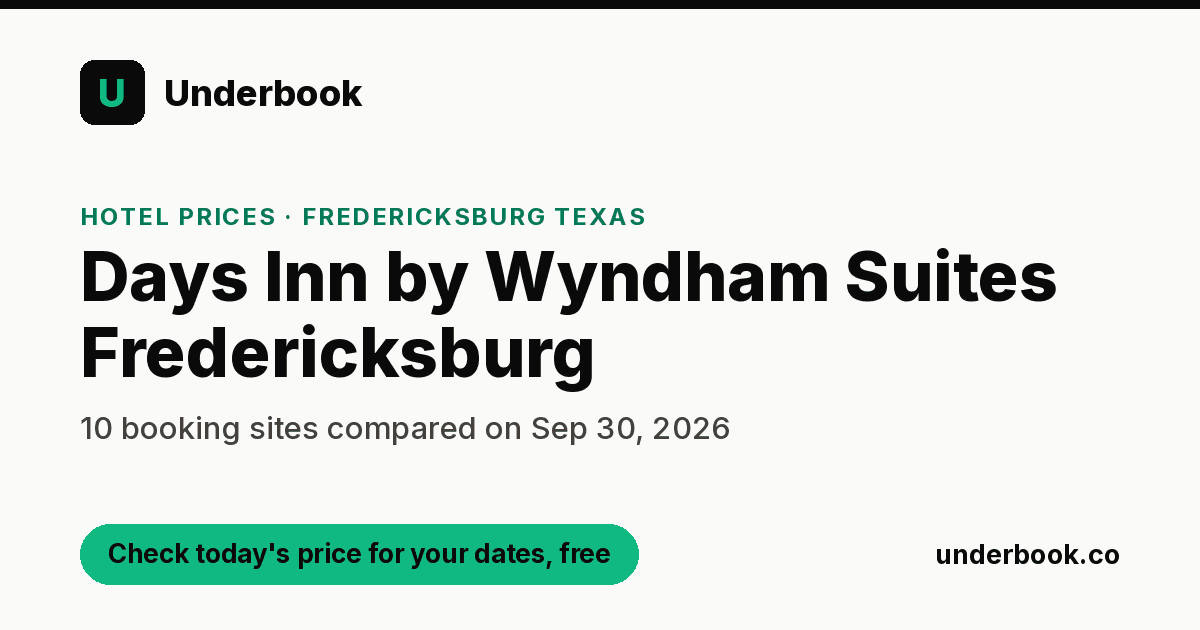 U Underbook
HOTEL PRICES · FREDERICKSBURG TEXAS
Days Inn by Wyndham Suites
Fredericksburg
10 booking sites compared on Sep 30, 2026
Check today's price for your dates, free
underbook.co